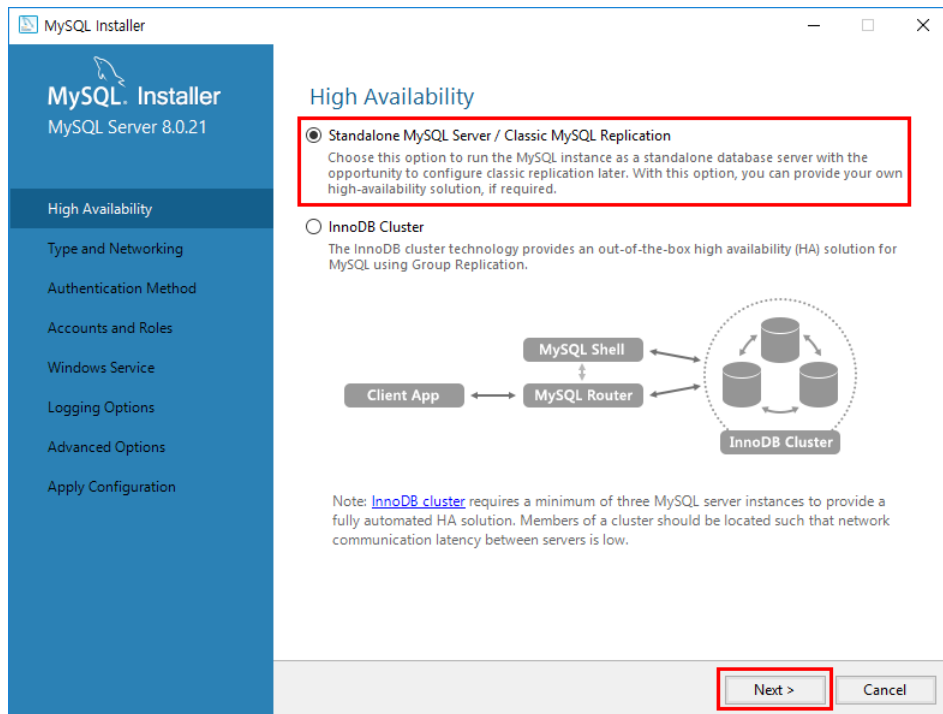 MySQL Installer
MySQL. Installer
MySQL Server 8.0.21
High Availability
Type and Networking
Authentication Method
Accounts and Roles
Windows Service
Logging Options
Advanced Options
Apply Configuration
High Availability
Standalone MySQL Server / Classic MySQL Replication
Choose this option to run the MySQL instance as a standalone database server with the
opportunity to configure classic replication later. With this option, you can provide your own
high-availability solution, if required.
InnoDB Cluster
The InnoDB cluster technology provides an out-of-the-box high availability (HA) solution for
MySQL using Group Replication.
MySQL Shell
Client App
MySQL Router
InnoDB Cluster
Note: InnoDB cluster requires a minimum of three MySQL server instances to provide a
fully automated HA solution. Members of a cluster should be located such that network
communication latency between servers is low.
Next >
Cancel